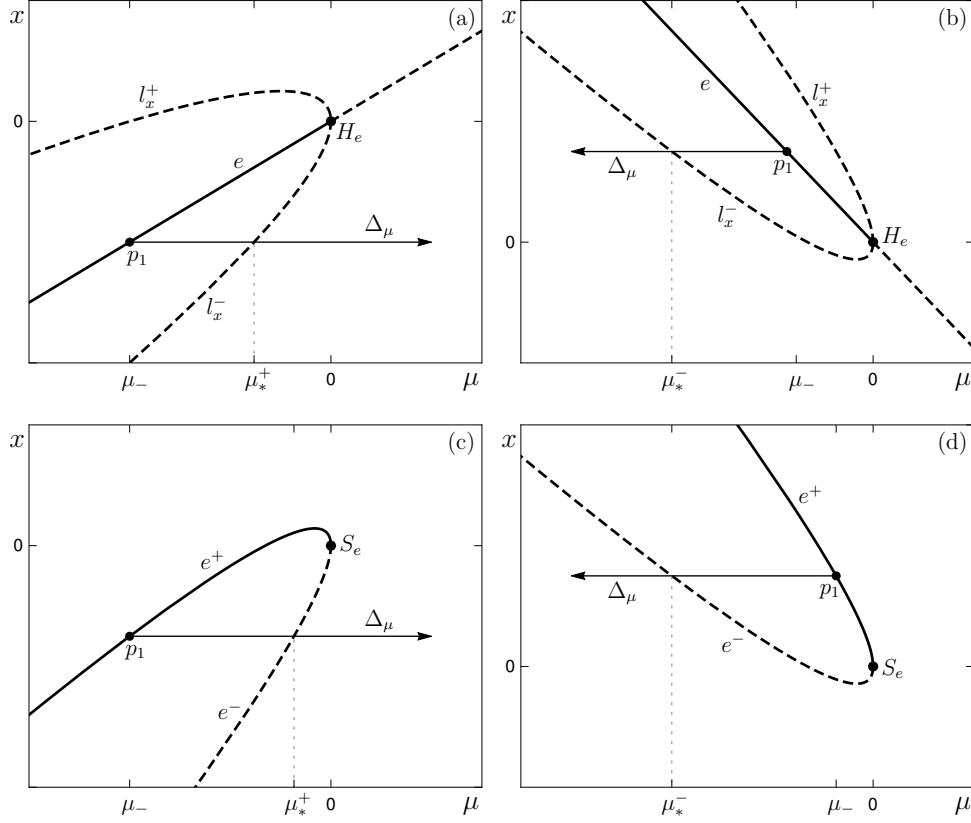 x (a)
l_x^+
0
H_e
e
Δ_μ
p_1
l_x^-
μ_- μ_*^+ 0 μ
x (b)
l_x^+
e
p_1
Δ_μ
l_x^-
H_e
0
μ_*^- μ_- 0 μ
x (c)
0
S_e
e^+
Δ_μ
p_1
e^-
μ_- μ_*^+ 0 μ
x (d)
e^+
Δ_μ
p_1
e^-
S_e
0
μ_*^- μ_- 0 μ